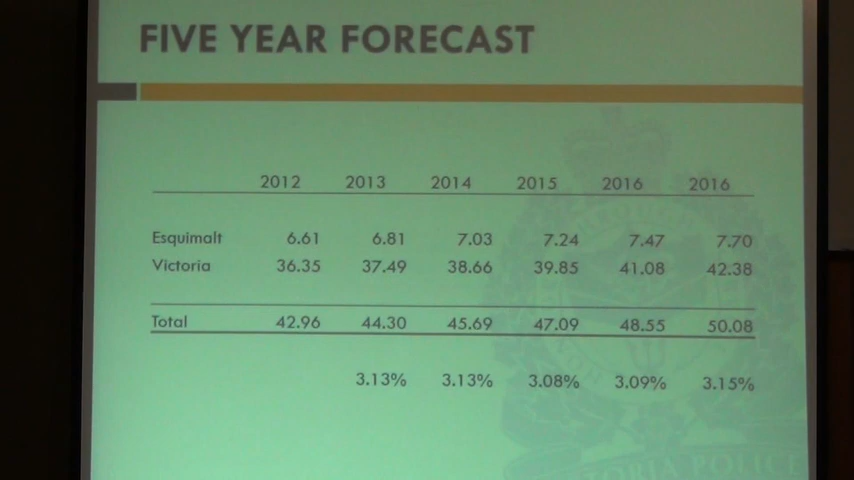 FIVE YEAR FORECAST
2012 2013 2014 2015 2016 2016
Esquimalt 6.61 6.81 7.03 7.24 7.47 7.70
Victoria 36.35 37.49 38.66 39.85 41.08 42.38
Total 42.96 44.30 45.69 47.09 48.55 50.08
3.13% 3.13% 3.08% 3.09% 3.15%
VICTORIA POLICE